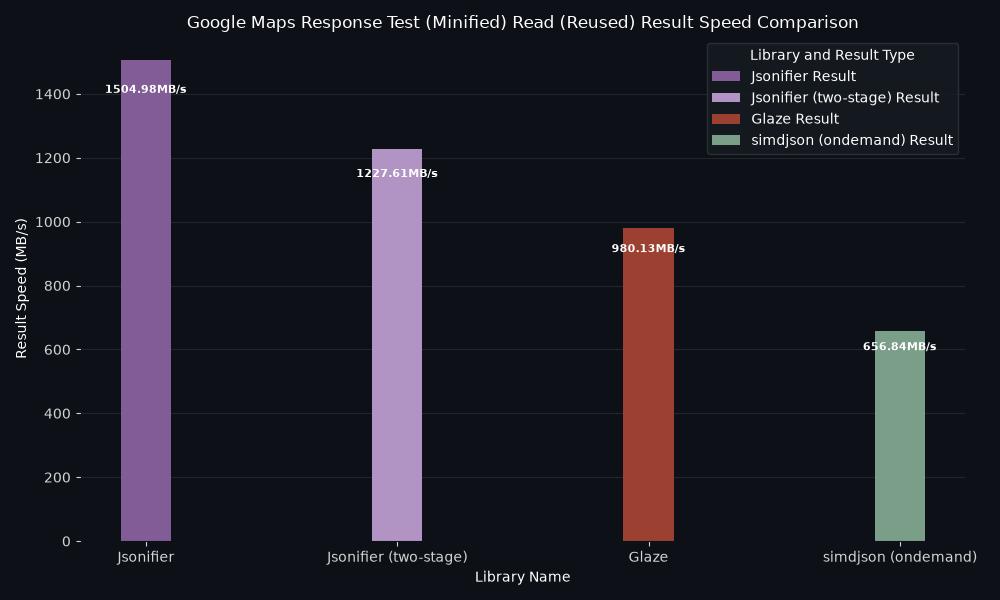 Google Maps Response Test (Minified) Read (Reused) Result Speed Comparison
Library and Result Type
Jsonifier Result
Jsonifier (two-stage) Result
Glaze Result
simdjson (ondemand) Result
1504.98MB/s
1227.61MB/s
980.13MB/s
656.84MB/s
Result Speed (MB/s)
1400
1200
1000
800
600
400
200
0
Jsonifier
Jsonifier (two-stage)
Glaze
simdjson (ondemand)
Library Name